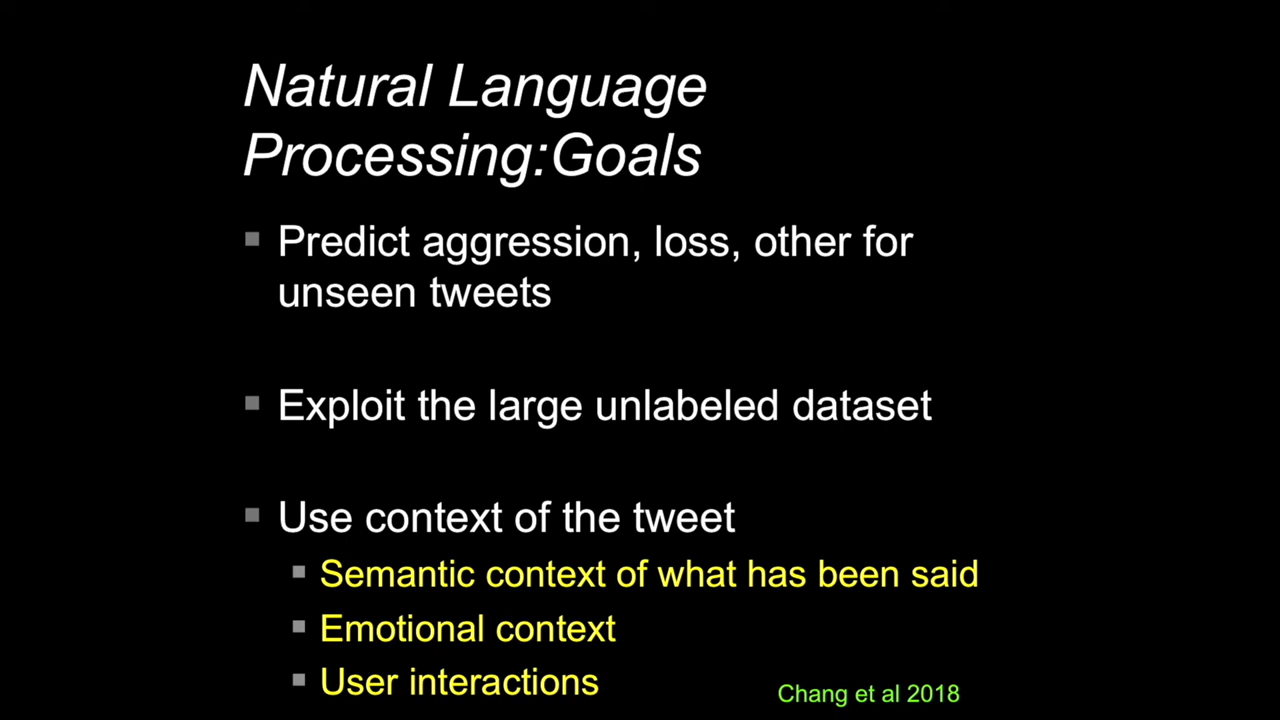 Natural Language
Processing:Goals
Predict aggression, loss, other for
unseen tweets
Exploit the large unlabeled dataset
Use context of the tweet
Semantic context of what has been said
Emotional context
User interactions
Chang et al 2018